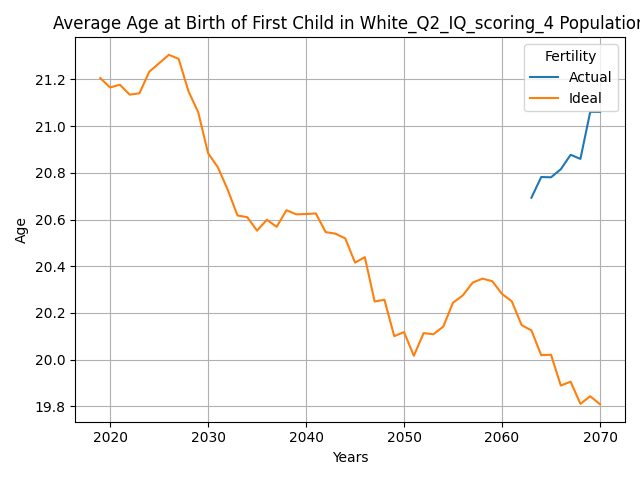 Average Age at Birth of First Child in White_Q2_IQ_scoring_4 Population
Fertility
Actual
Ideal
21.2
21.0
20.8
20.6
20.4
20.2
20.0
19.8
Age
2020 2030 2040 2050 2060 2070
Years